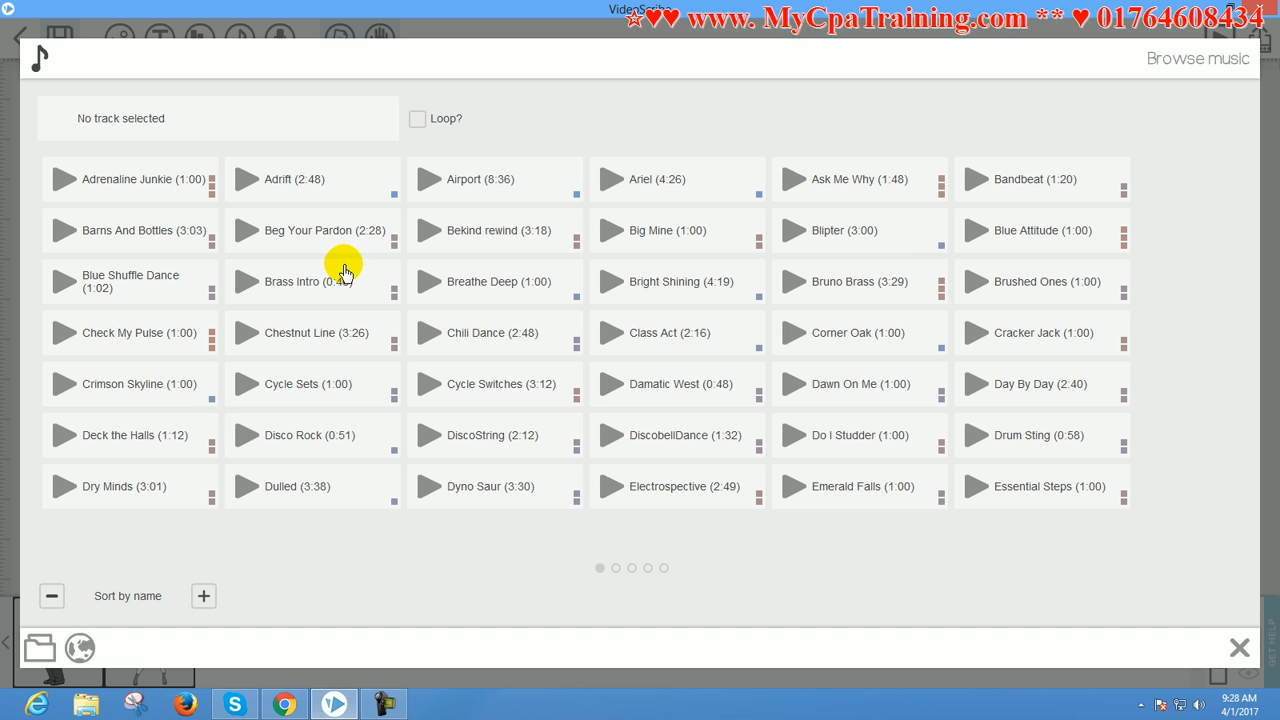 VideoScribe
☆♥♥ www. MyCpaTraining.com ** ♥ 01764608434
Browse music
No track selected
Loop?
Adrenaline Junkie (1:00)
Adrift (2:48)
Airport (8:36)
Ariel (4:26)
Ask Me Why (1:48)
Bandbeat (1:20)
Barns And Bottles (3:03)
Beg Your Pardon (2:28)
Bekind rewind (3:18)
Big Mine (1:00)
Blipter (3:00)
Blue Attitude (1:00)
Blue Shuffle Dance
(1:02)
Brass Intro
Breathe Deep (1:00)
Bright Shining (4:19)
Bruno Brass (3:29)
Brushed Ones (1:00)
Check My Pulse (1:00)
Chestnut Line (3:26)
Chili Dance (2:48)
Class Act (2:16)
Corner Oak (1:00)
Cracker Jack (1:00)
Crimson Skyline (1:00)
Cycle Sets (1:00)
Cycle Switches (3:12)
Damatic West (0:48)
Dawn On Me (1:00)
Day By Day (2:40)
Deck the Halls (1:12)
Disco Rock (0:51)
DiscoString (2:12)
DiscobellDance (1:32)
Do I Studder (1:00)
Drum Sting (0:58)
Dry Minds (3:01)
Dulled (3:38)
Dyno Saur (3:30)
Electrospective (2:49)
Emerald Falls (1:00)
Essential Steps (1:00)
Sort by name
GET HELP
9:28 AM
4/1/2017